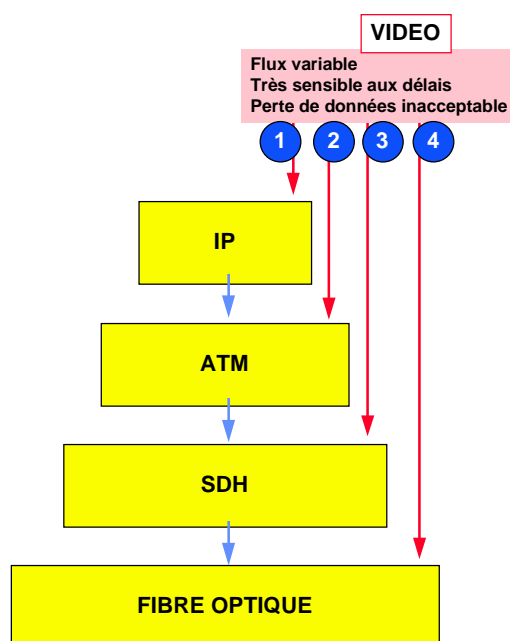 VIDEO
Flux variable
Très sensible aux délais
Perte de données inacceptable
1 2 3 4
IP
ATM
SDH
FIBRE OPTIQUE